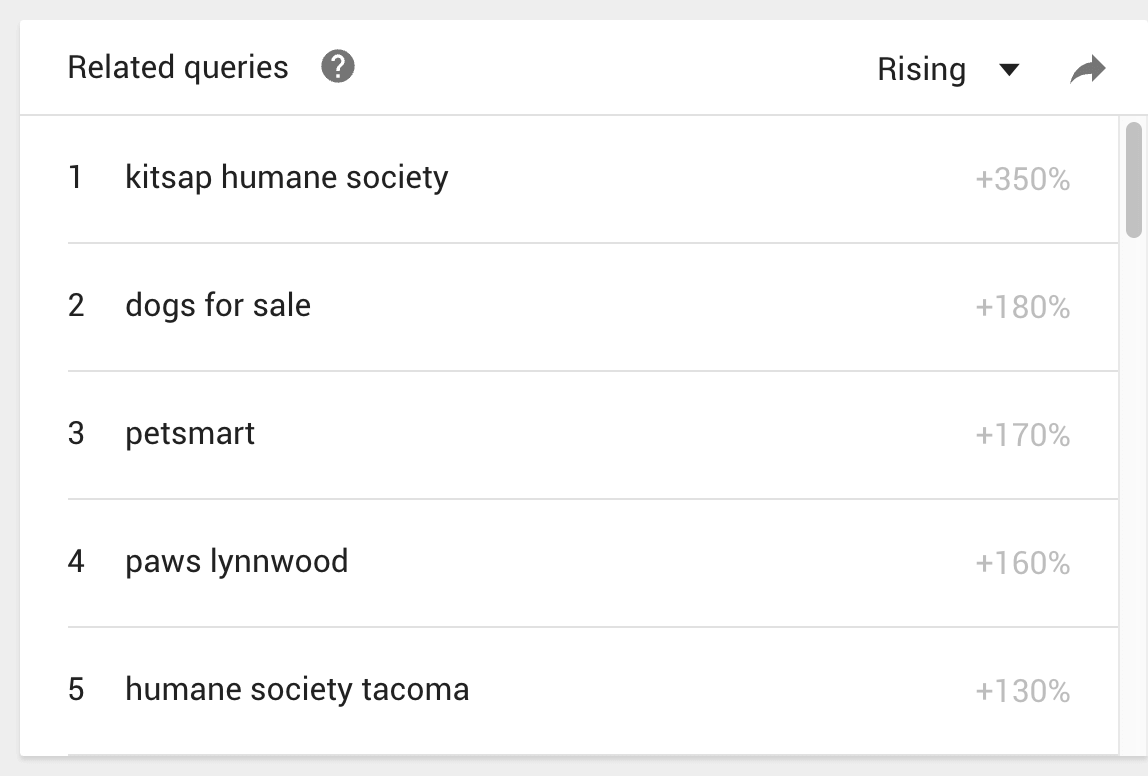 Related queries ? Rising
1 kitsap humane society +350%
2 dogs for sale +180%
3 petsmart +170%
4 paws lynnwood +160%
5 humane society tacoma +130%